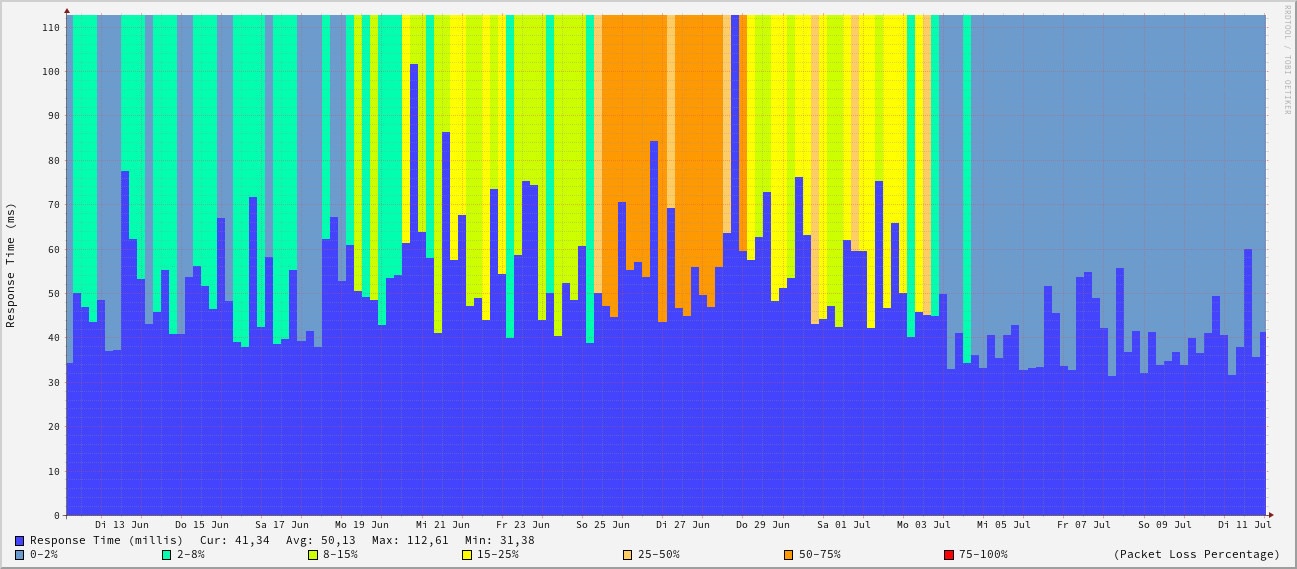 RRDTOOL / TOBI OETIKER
Response Time (ms)
110
100
90
80
70
60
50
40
30
20
10
0
Di 13 Jun Do 15 Jun Sa 17 Jun Mo 19 Jun Mi 21 Jun Fr 23 Jun So 25 Jun Di 27 Jun Do 29 Jun Sa 01 Jul Mo 03 Jul Mi 05 Jul Fr 07 Jul So 09 Jul Di 11 Jul
Response Time (millis) Cur: 41,34 Avg: 50,13 Max: 112,61 Min: 31,38
0-2% 2-8% 8-15% 15-25% 25-50% 50-75% 75-100% (Packet Loss Percentage)